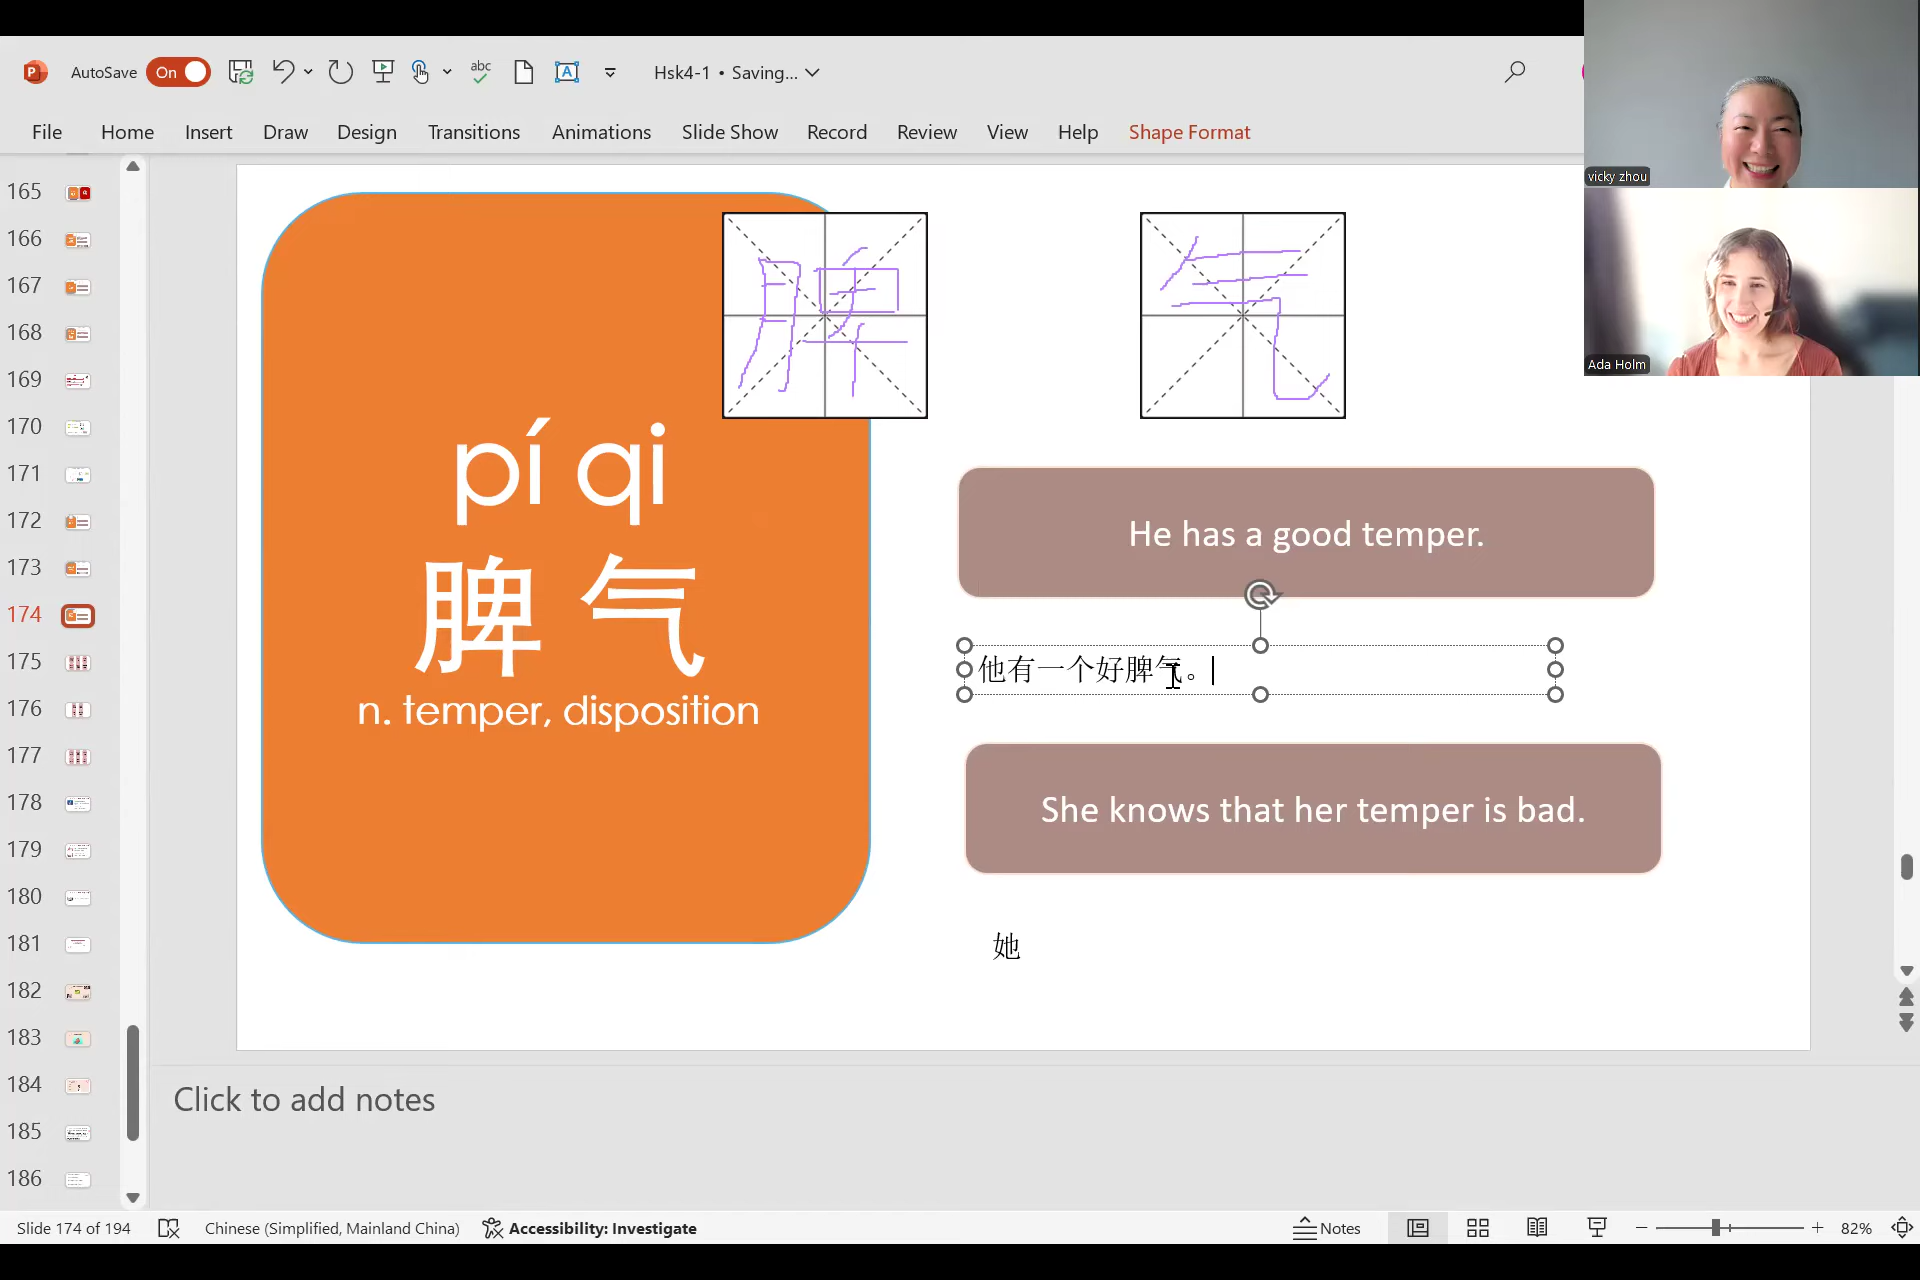 AutoSave On abc Hsk4-1 • Saving...
File Home Insert Draw Design Transitions Animations Slide Show Record Review View Help Shape Format
vicky zhou
Ada Holm
165
166
167
168
169
170
171
172
173
174
175
176
177
178
179
180
181
182
183
184
185
186
脾 气
pí qi
脾 气
n. temper, disposition
He has a good temper.
他有一个好脾气。
She knows that her temper is bad.
她
Click to add notes
Slide 174 of 194 Chinese (Simplified, Mainland China) Accessibility: Investigate Notes 82%